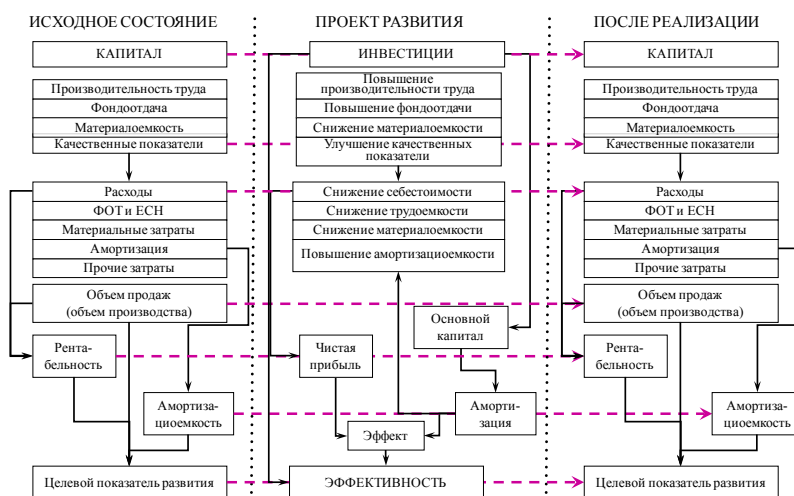 ИСХОДНОЕ СОСТОЯНИЕ
КАПИТАЛ
Производительность труда
Фондоотдача
Материалоемкость
Качественные показатели
Расходы
ФОТ и ЕСН
Материальные затраты
Амортизация
Прочие затраты
Объем продаж
(объем производства)
Рента-
бельность
Амортиза-
циоемкость
Целевой показатель развития
ПРОЕКТ РАЗВИТИЯ
ИНВЕСТИЦИИ
Повышение
производительности труда
Повышение фондоотдачи
Снижение материалоемкости
Улучшение качественных
показатели
Снижение себестоимости
Снижение трудоемкости
Снижение материалоемкости
Повышение амортизациоемкости
Основной
капитал
Чистая
прибыль
Аморти-
зация
Эффект
ЭФФЕКТИВНОСТЬ
ПОСЛЕ РЕАЛИЗАЦИИ
КАПИТАЛ
Производительность труда
Фондоотдача
Материалоемкость
Качественные показатели
Расходы
ФОТ и ЕСН
Материальные затраты
Амортизация
Прочие затраты
Объем продаж
(объем производства)
Рента-
бельность
Амортиза-
циоемкость
Целевой показатель развития